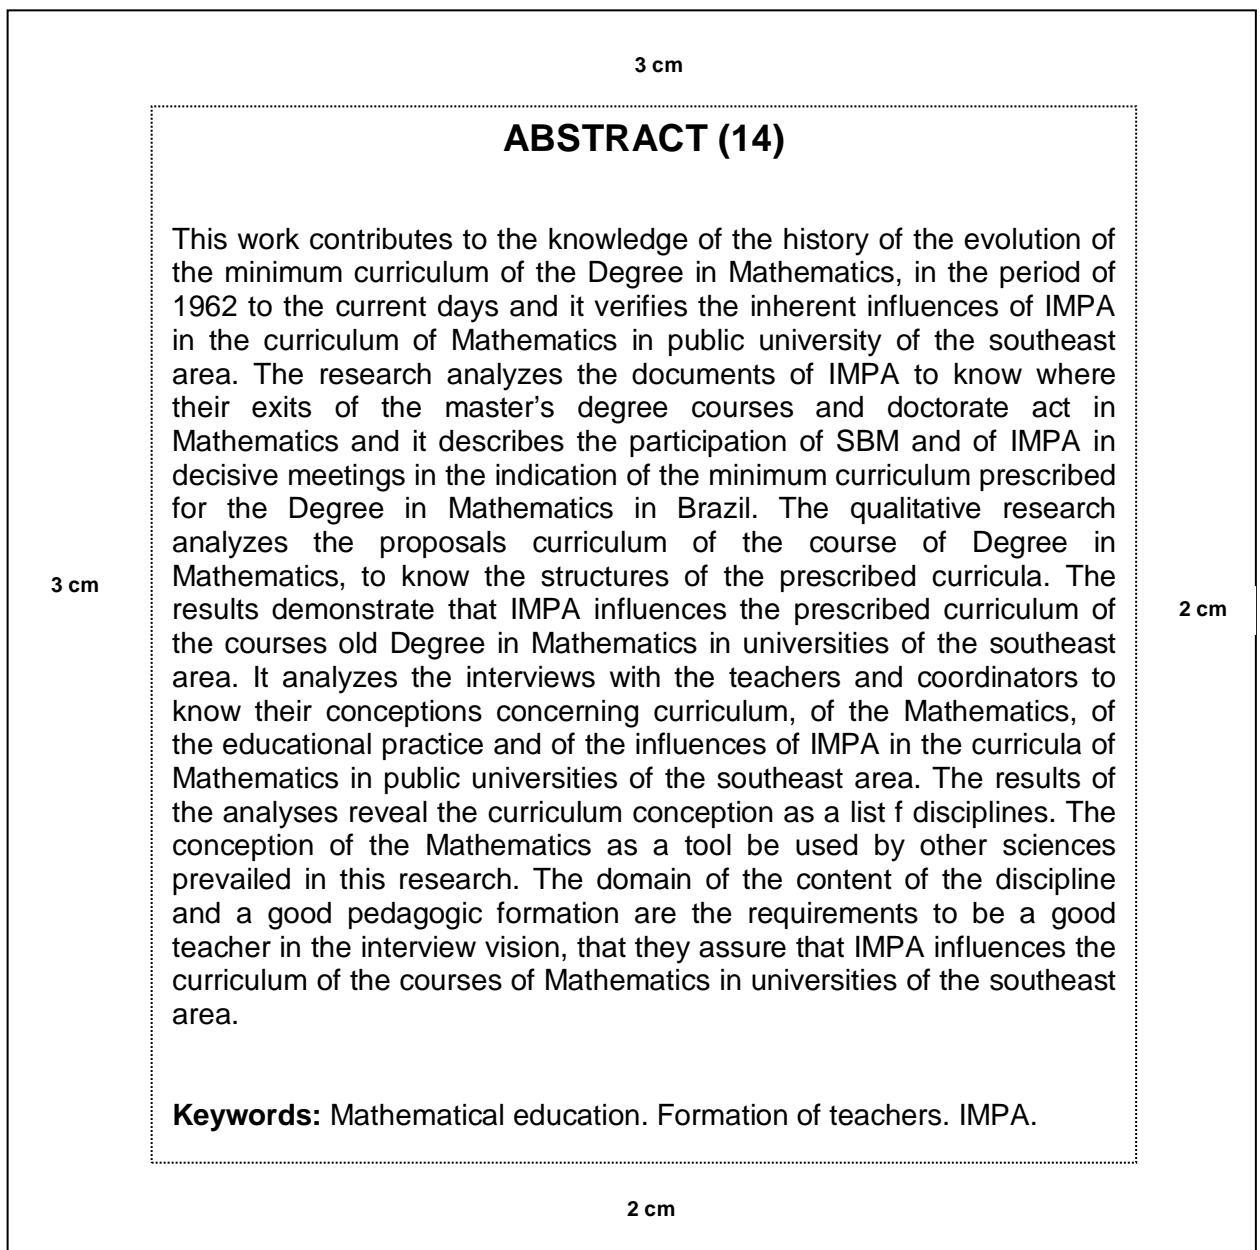 3 cm
ABSTRACT (14)
This work contributes to the knowledge of the history of the evolution of
the minimum curriculum of the Degree in Mathematics, in the period of
1962 to the current days and it verifies the inherent influences of IMPA
in the curriculum of Mathematics in public university of the southeast
area. The research analyzes the documents of IMPA to know where
their exits of the master's degree courses and doctorate act in
Mathematics and it describes the participation of SBM and of IMPA in
decisive meetings in the indication of the minimum curriculum prescribed
for the Degree in Mathematics in Brazil. The qualitative research
analyzes the proposals curriculum of the course of Degree in
Mathematics, to know the structures of the prescribed curricula. The
3 cm
results demonstrate that IMPA influences the prescribed curriculum of
2 cm
the courses old Degree in Mathematics in universities of the southeast
area. It analyzes the interviews with the teachers and coordinators to
know their conceptions concerning curriculum, of the Mathematics, of
the educational practice and of the influences of IMPA in the curricula of
Mathematics in public universities of the southeast area. The results of
the analyses reveal the curriculum conception as a list f disciplines. The
conception of the Mathematics as a tool be used by other sciences
prevailed in this research. The domain of the content of the discipline
and a good pedagogic formation are the requirements to be a good
teacher in the interview vision, that they assure that IMPA influences the
curriculum of the courses of Mathematics in universities of the southeast
area.
Keywords: Mathematical education. Formation of teachers. IMPA.
2 cm